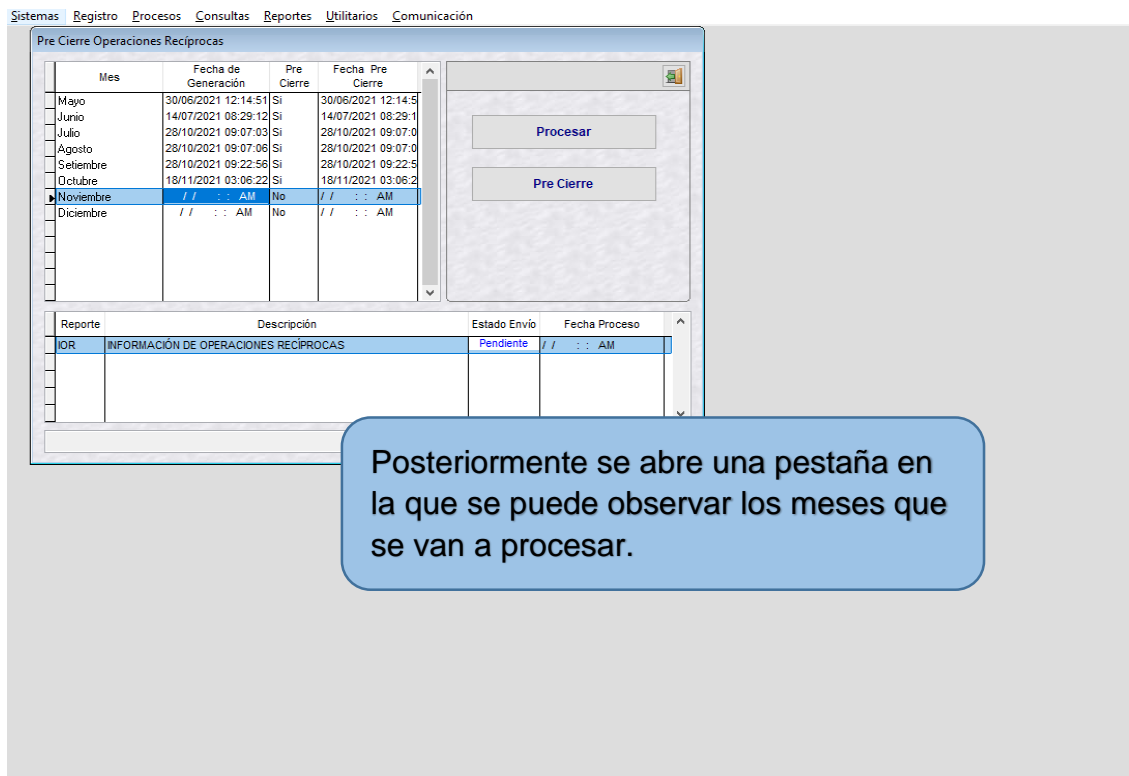 Sistemas Registro Procesos Consultas Reportes Utilitarios Comunicación
Pre Cierre Operaciones Recíprocas
Mes Fecha de Generación Pre Cierre Fecha Pre Cierre
Mayo 30/06/2021 12:14:51 Si 30/06/2021 12:14:5
Junio 14/07/2021 08:29:12 Si 14/07/2021 08:29:1
Julio 28/10/2021 09:07:03 Si 28/10/2021 09:07:0
Agosto 28/10/2021 09:07:06 Si 28/10/2021 09:07:0
Setiembre 28/10/2021 09:22:56 Si 28/10/2021 09:22:5
Octubre 18/11/2021 03:06:22 Si 18/11/2021 03:06:2
Noviembre / / : : AM No / / : : AM
Diciembre / / : : AM No / / : : AM
Procesar
Pre Cierre
Reporte Descripción Estado Envío Fecha Proceso
IOR INFORMACIÓN DE OPERACIONES RECÍPROCAS Pendiente / / : : AM
Posteriormente se abre una pestaña en
la que se puede observar los meses que
se van a procesar.